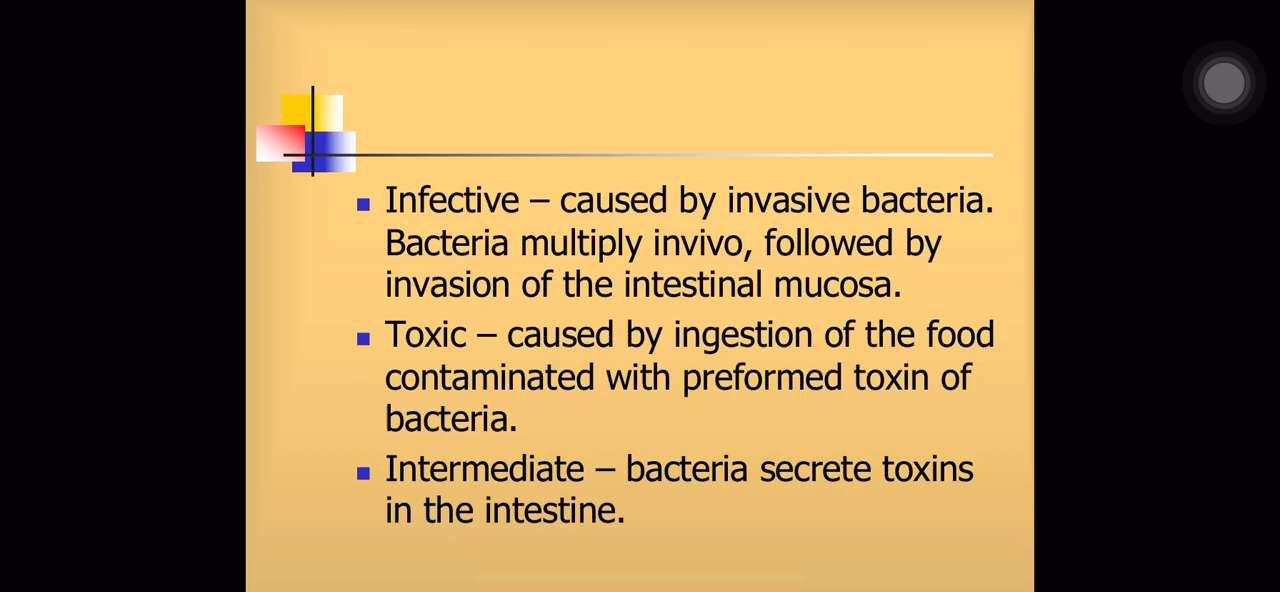 Infective – caused by invasive bacteria.
Bacteria multiply invivo, followed by
invasion of the intestinal mucosa.
Toxic – caused by ingestion of the food
contaminated with preformed toxin of
bacteria.
Intermediate – bacteria secrete toxins
in the intestine.